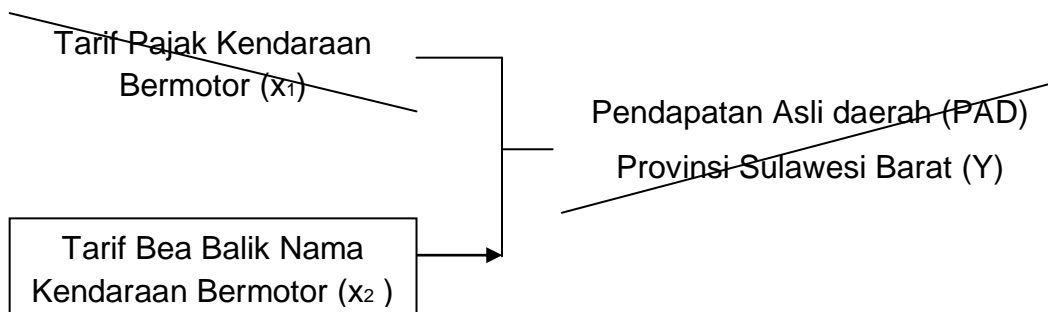 Tarif Pajak Kendaraan
Bermotor (x₁)
Pendapatan Asli daerah (PAD)
Provinsi Sulawesi Barat (Y)
Tarif Bea Balik Nama
Kendaraan Bermotor (x₂ )